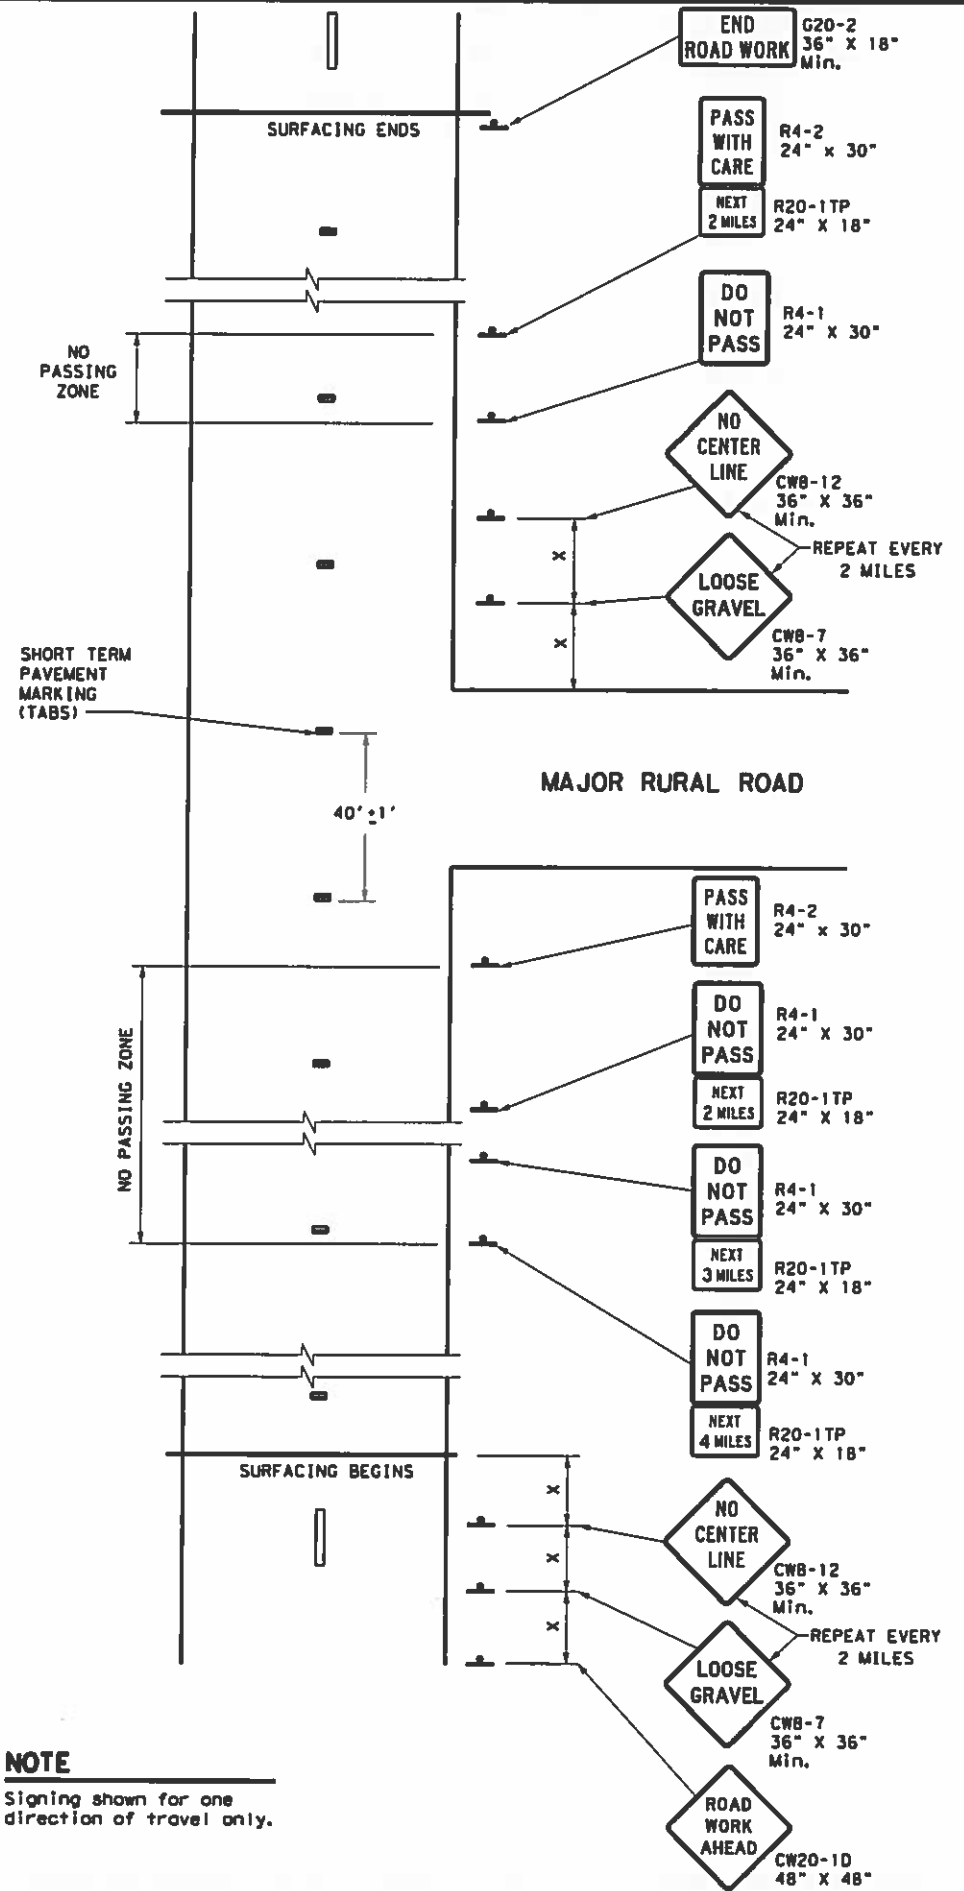 END
ROAD WORK
G20-2
36" X 18"
Min.
SURFACING ENDS
PASS
WITH
CARE
R4-2
24" x 30"
NEXT
2 MILES
R20-1TP
24" X 18"
DO
NOT
PASS
R4-1
24" X 30"
NO
PASSING
ZONE
NO
CENTER
LINE
CW8-12
36" X 36"
Min.
REPEAT EVERY
2 MILES
X
LOOSE
GRAVEL
CW8-7
36" X 36"
Min.
X
SHORT TERM
PAVEMENT
MARKING
(TABS)
MAJOR RURAL ROAD
40'±1'
PASS
WITH
CARE
R4-2
24" x 30"
DO
NOT
PASS
R4-1
24" X 30"
NEXT
2 MILES
R20-1TP
24" X 18"
NO PASSING ZONE
DO
NOT
PASS
R4-1
24" X 30"
NEXT
3 MILES
R20-1TP
24" X 18"
DO
NOT
PASS
R4-1
24" X 30"
NEXT
4 MILES
R20-1TP
24" X 18"
SURFACING BEGINS
X
NO
CENTER
LINE
X
CW8-12
36" X 36"
Min.
REPEAT EVERY
2 MILES
X
LOOSE
GRAVEL
CW8-7
36" X 36"
Min.
NOTE
Signing shown for one
direction of travel only.
ROAD
WORK
AHEAD
CW20-1D
48" X 48"